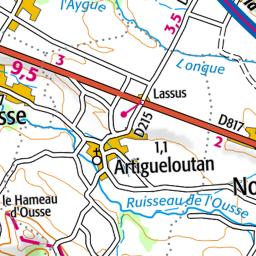 l'Aygue
3,5
la
Longue
3
9,5
Lassus
sse
D215
1,1
D817
2
Artigueloutan
le Hameau
d'Ousse
No
Ruisseau de l'Ousse